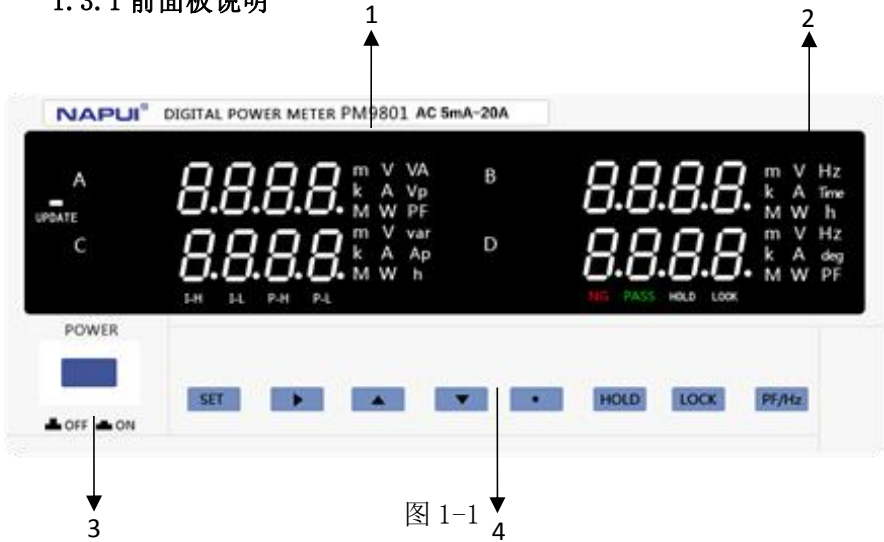 1.3.1 前面板说明
1
2
NAPUI® DIGITAL POWER METER PM9801 AC 5mA-20A
A 8.8.8.8. m V VA B 8.8.8.8. m V Hz
k A Vp k A Time
UPDATE M W PF M W h
C 8.8.8.8. m V var D 8.8.8.8. m V Hz
k A Ap k A deg
M W h M W PF
I-H I-L P-H P-L NG PASS HOLD LOCK
POWER
SET HOLD LOCK PF/Hz
OFF ON
图 1-1
3
4